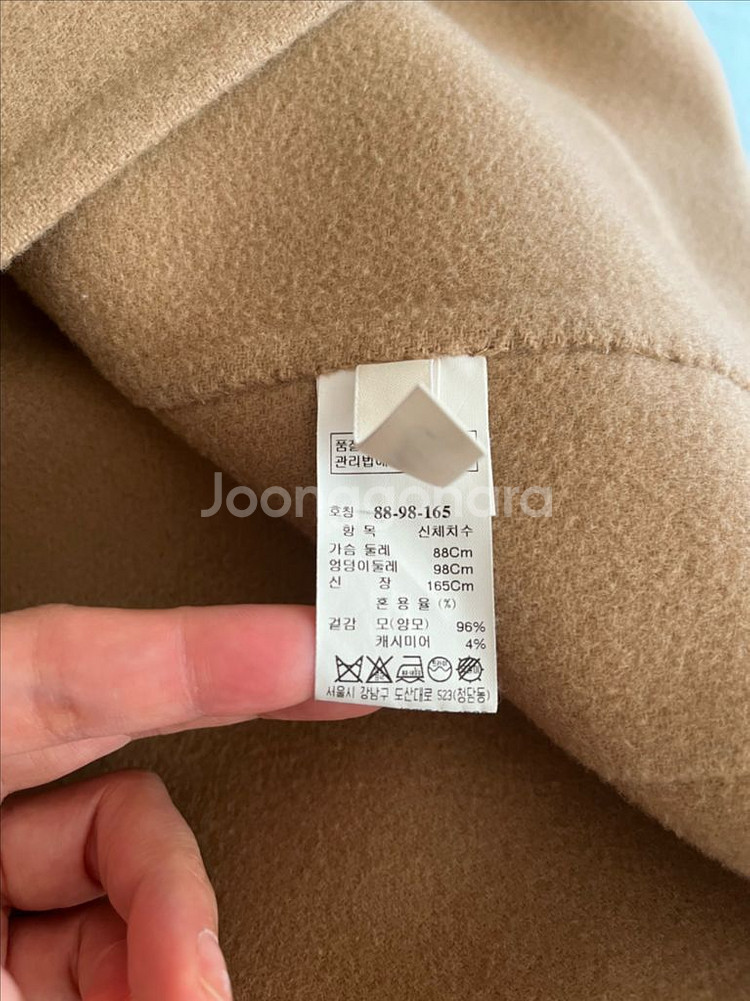 관리법에
Joonggonara
호칭 88-98-165
항 목 신체치수
가슴 둘레 88Cm
엉덩이둘레 98Cm
신 장 165Cm
혼 용 율 (%)
겉감 모(양모) 96%
캐시미어 4%
서울시 강남구 도산대로 523(청담동)